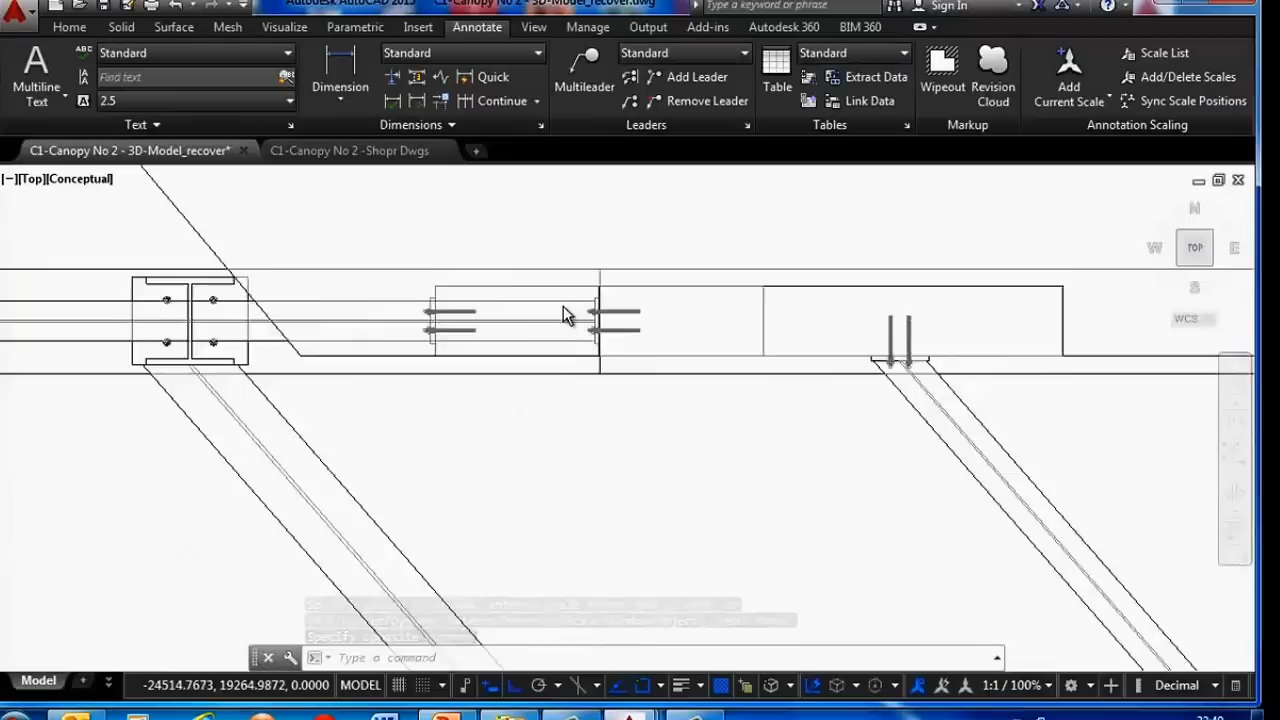 Autodesk AutoCAD 2015 C1-Canopy No 2 - 3D-Model_recover.dwg Type a keyword or phrase Sign In
Home Solid Surface Mesh Visualize Parametric Insert Annotate View Manage Output Add-ins Autodesk 360 BIM 360
Standard Standard Standard Standard Scale List
Multiline Text Find text Dimension Quick Multileader Add Leader Table Extract Data Wipeout Revision Cloud Add Current Scale Add/Delete Scales
2.5 Continue Remove Leader Link Data Sync Scale Positions
Text Dimensions Leaders Tables Markup Annotation Scaling
C1-Canopy No 2 - 3D-Model_recover* C1-Canopy No 2 -Shopr Dwgs
[−][Top][Conceptual]
N
W TOP E
S
WCS
Type a command
Model -24514.7673, 19264.9872, 0.0000 MODEL 1:1 / 100% Decimal